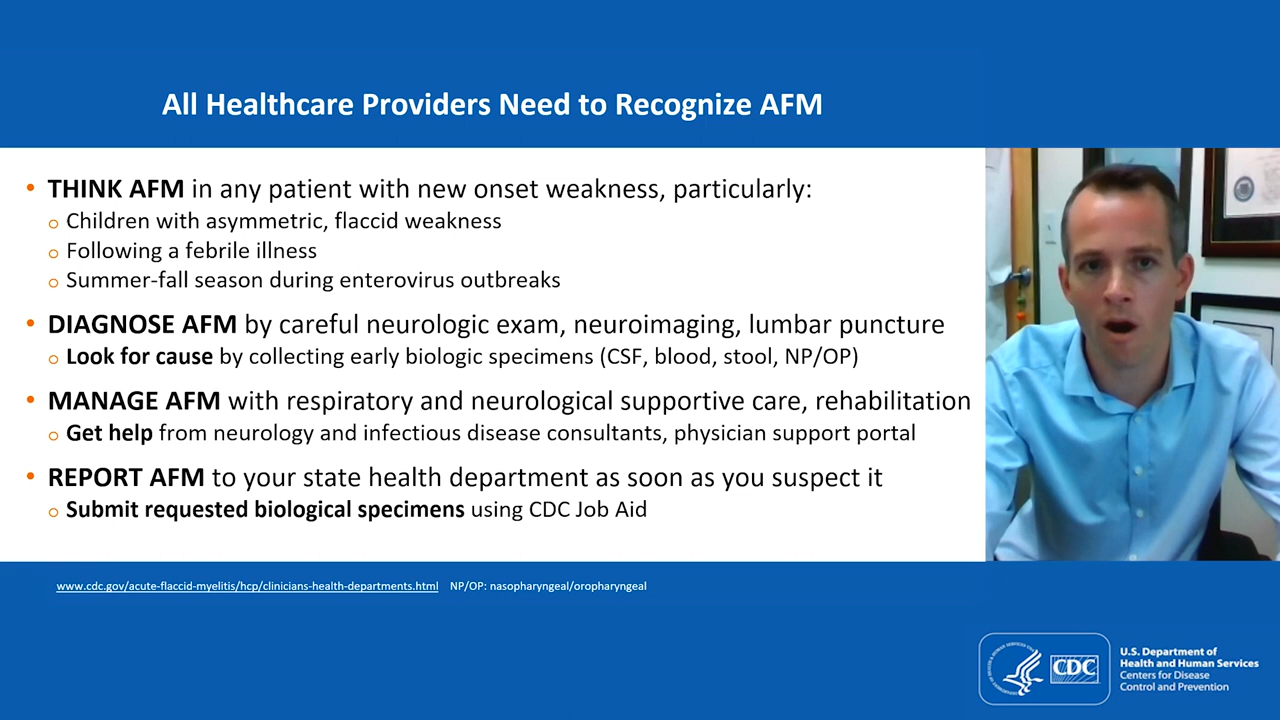 All Healthcare Providers Need to Recognize AFM
• THINK AFM in any patient with new onset weakness, particularly:
o Children with asymmetric, flaccid weakness
o Following a febrile illness
o Summer-fall season during enterovirus outbreaks
• DIAGNOSE AFM by careful neurologic exam, neuroimaging, lumbar puncture
o Look for cause by collecting early biologic specimens (CSF, blood, stool, NP/OP)
• MANAGE AFM with respiratory and neurological supportive care, rehabilitation
o Get help from neurology and infectious disease consultants, physician support portal
• REPORT AFM to your state health department as soon as you suspect it
o Submit requested biological specimens using CDC Job Aid
www.cdc.gov/acute-flaccid-myelitis/hcp/clinicians-health-departments.html NP/OP: nasopharyngeal/oropharyngeal
CDC
U.S. Department of
Health and Human Services
Centers for Disease
Control and Prevention